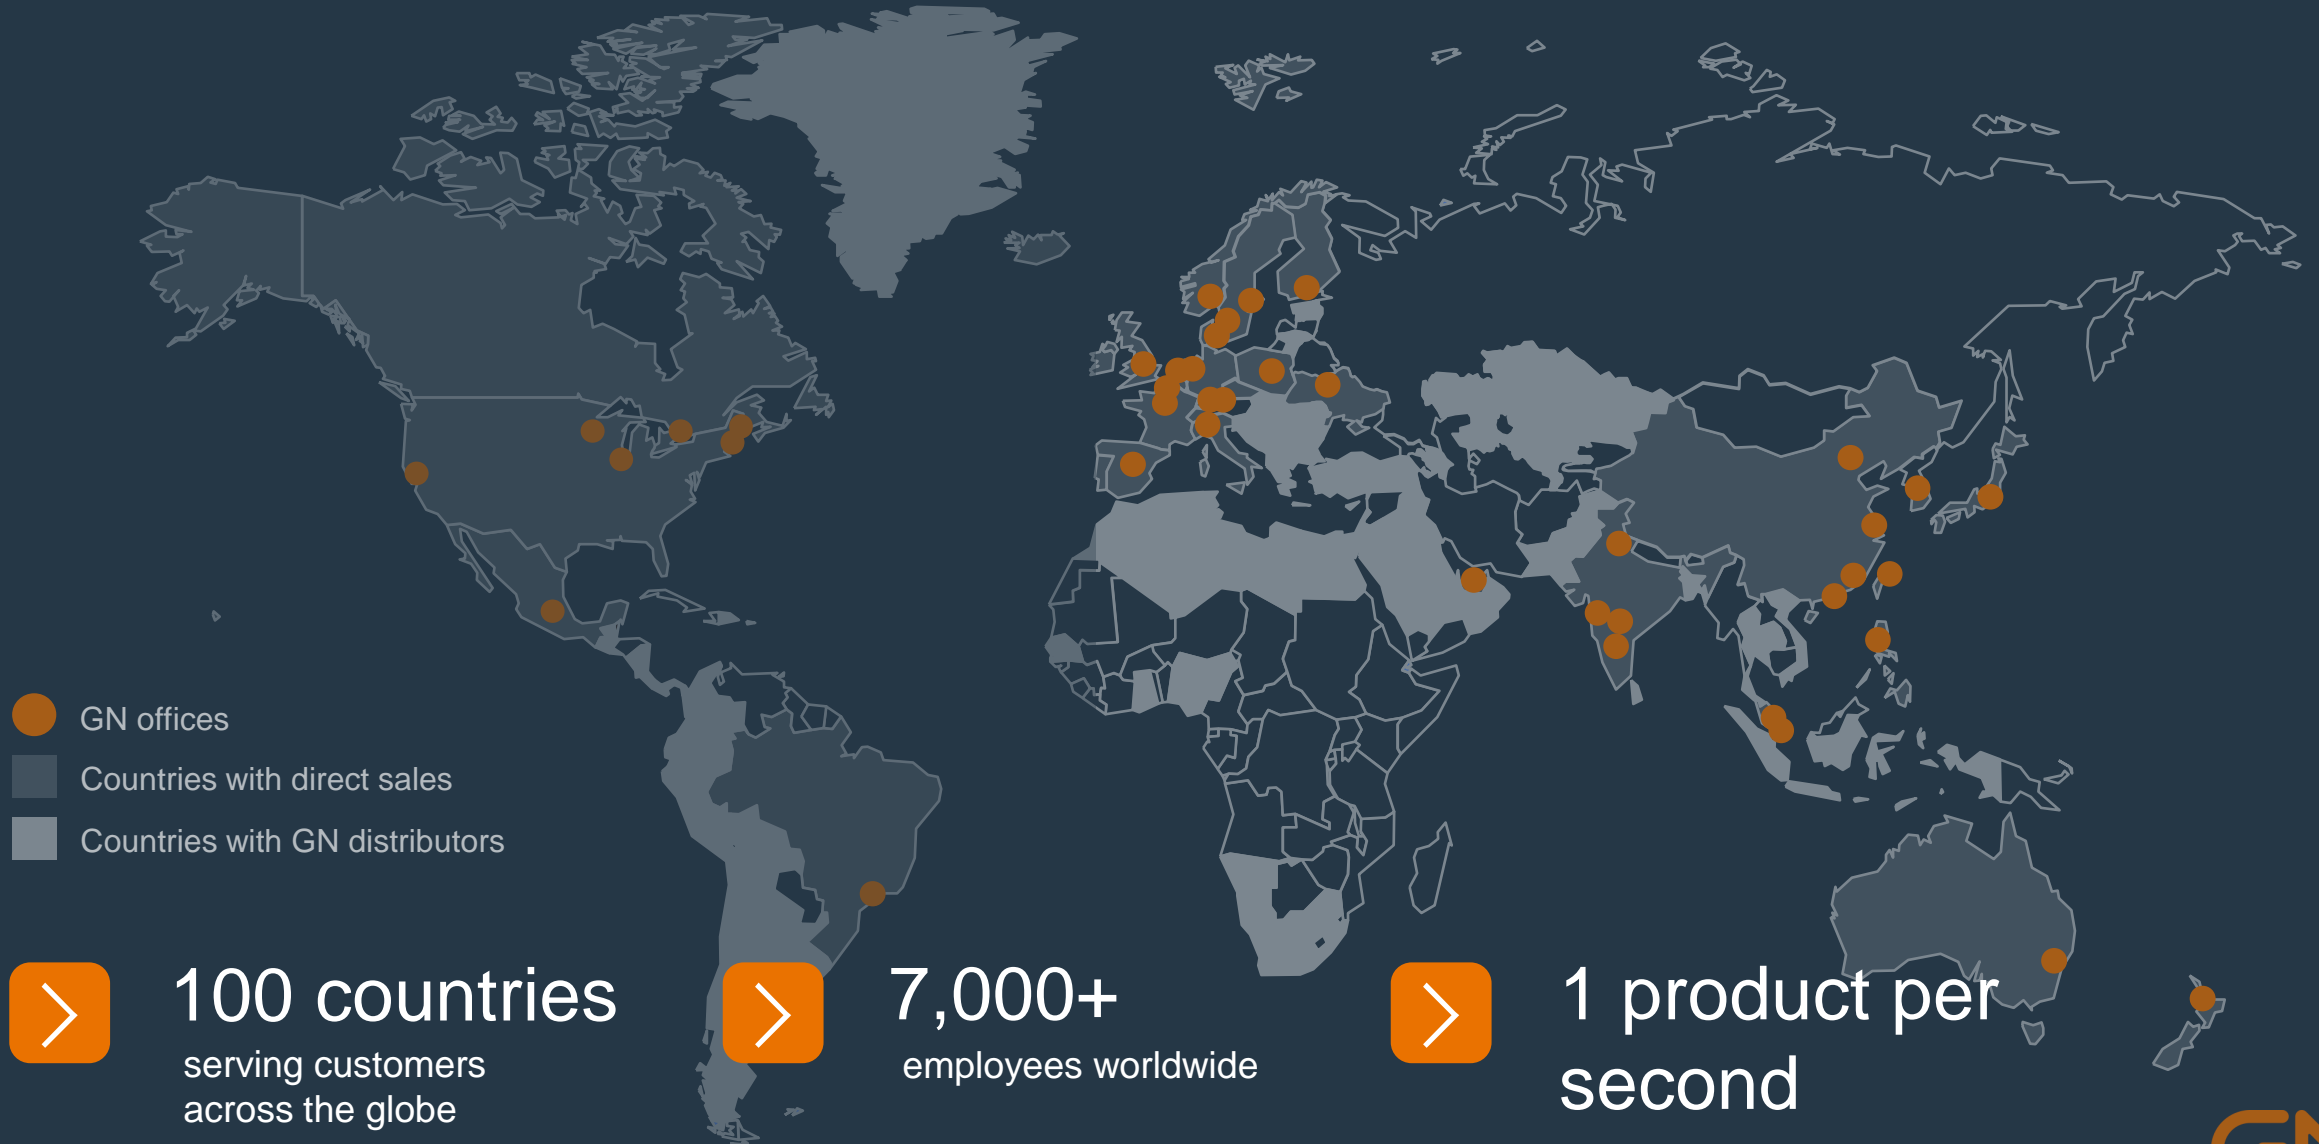 GN offices
Countries with direct sales
Countries with GN distributors
100 countries
serving customers
across the globe
7,000+
employees worldwide
1 product per
second